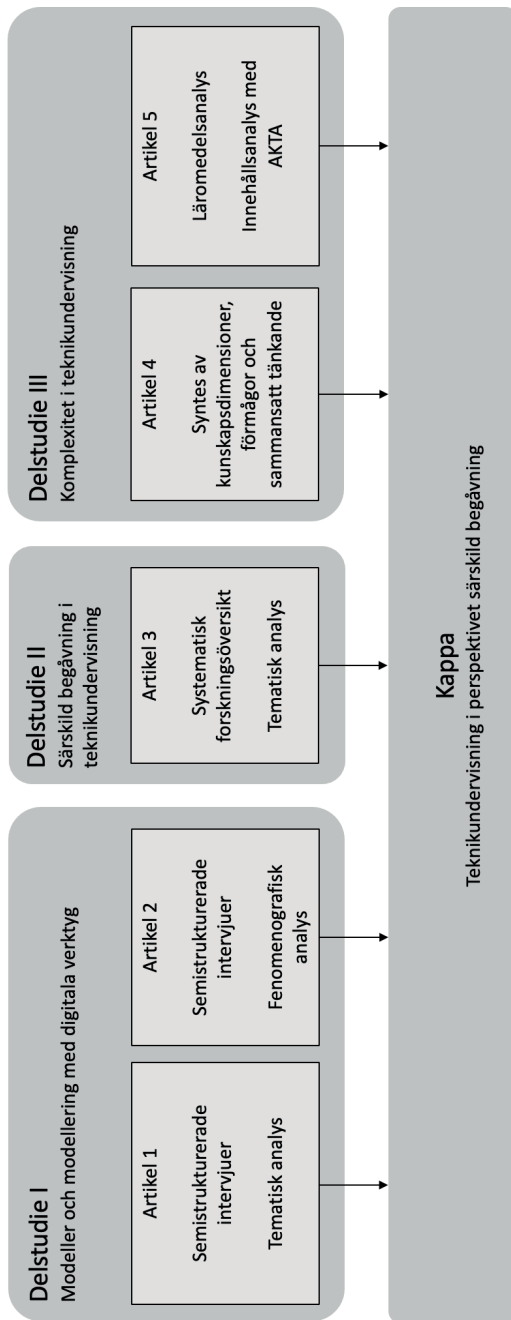 Delstudie I
Modeller och modellering med digitala verktyg
Artikel 1
Semistrukturerade
intervjuer
Tematisk analys
Artikel 2
Semistrukturerade
intervjuer
Fenomenografisk
analys
Delstudie II
Särskild begåvning i
teknikundervisning
Artikel 3
Systematisk
forskningsöversikt
Tematisk analys
Delstudie III
Komplexitet i teknikundervisning
Artikel 4
Syntes av
kunskapsdimensioner,
förmågor och
sammansatt tänkande
Artikel 5
Läromedelsanalys
Innehållsanalys med
AKTA
Kappa
Teknikundervisning i perspektivet särskild begåvning